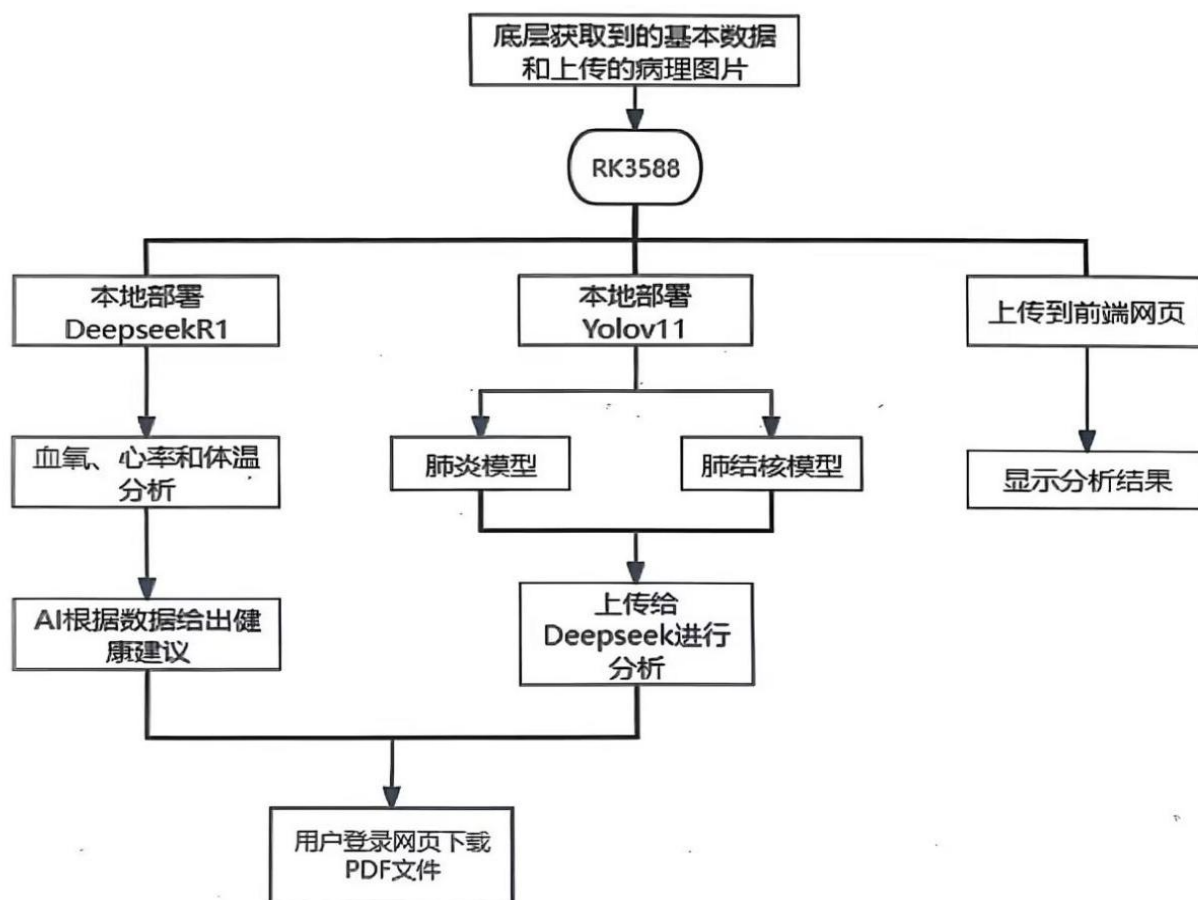 底层获取到的基本数据
和上传的病理图片
RK3588
本地部署
DeepseekR1
本地部署
Yolov11
上传到前端网页
血氧、心率和体温
分析
肺炎模型
肺结核模型
显示分析结果
AI根据数据给出健
康建议
上传给
Deepseek进行
分析
用户登录网页下载
PDF文件